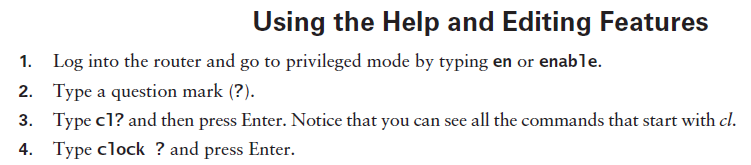 Using the Help and Editing Features
1. Log into the router and go to privileged mode by typing en or enable.
2. Type a question mark (?).
3. Type cl? and then press Enter. Notice that you can see all the commands that start with cl.
4. Type clock ? and press Enter.